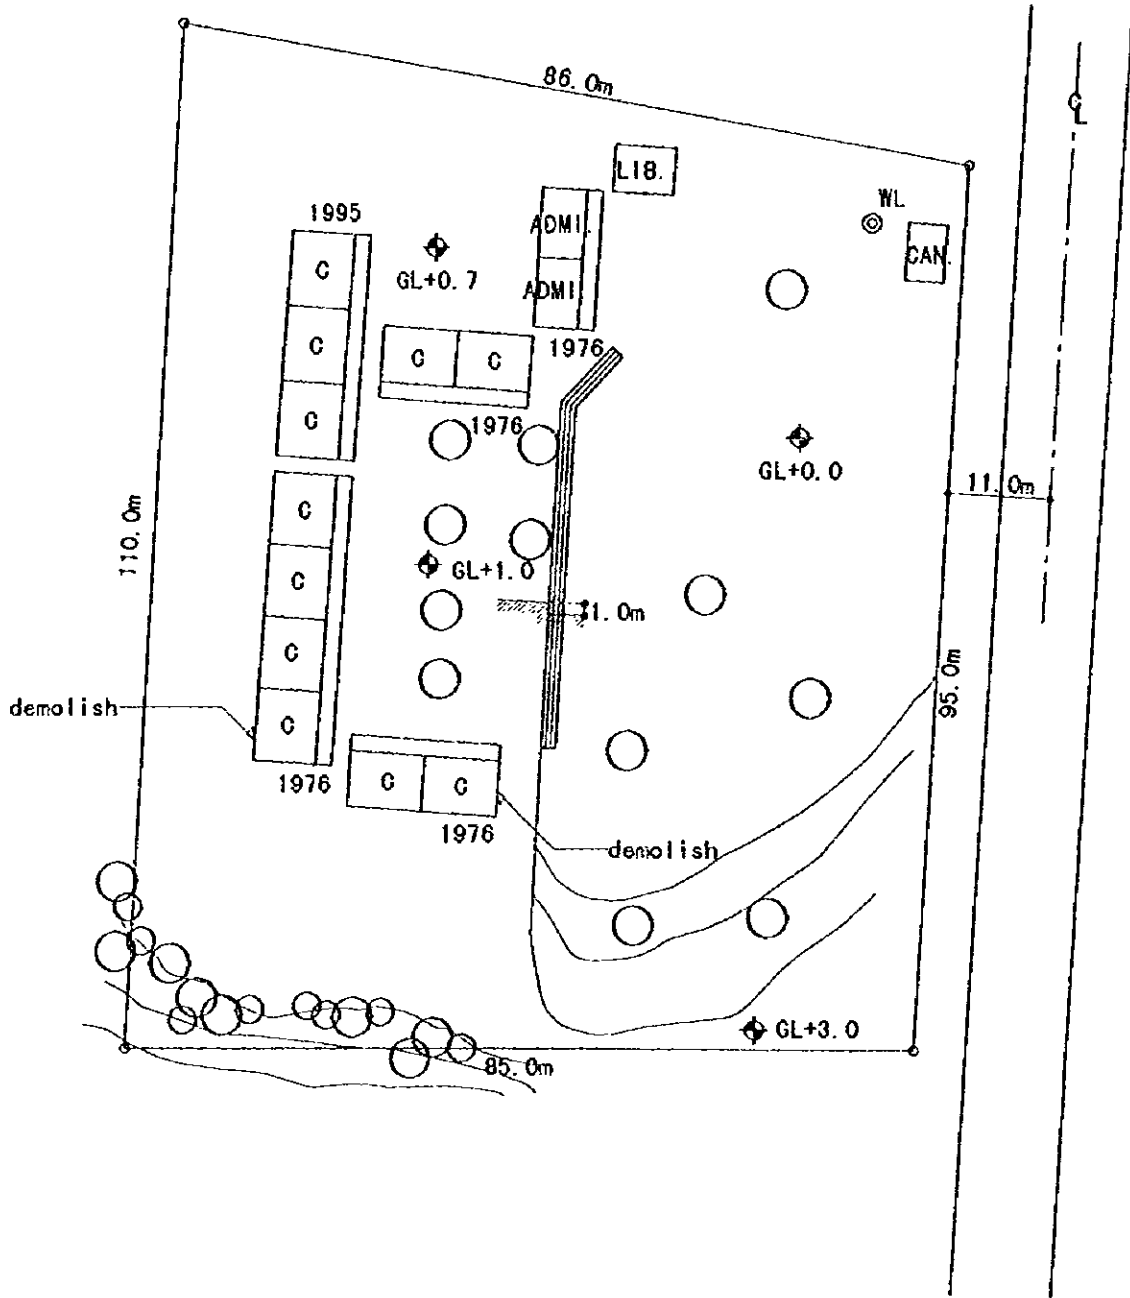 86.0m
CL
LIB.
WL
1995
ADMI.
CAN.
C
GL+0.7
ADMI
C
1976
C
C
C
1976
GL+0.0
11.0m
C
110.0m
GL+1.0
C
1.0m
C
95.0m
demolish
C
1976
C
C
1976
demolish
GL+3.0
85.0m